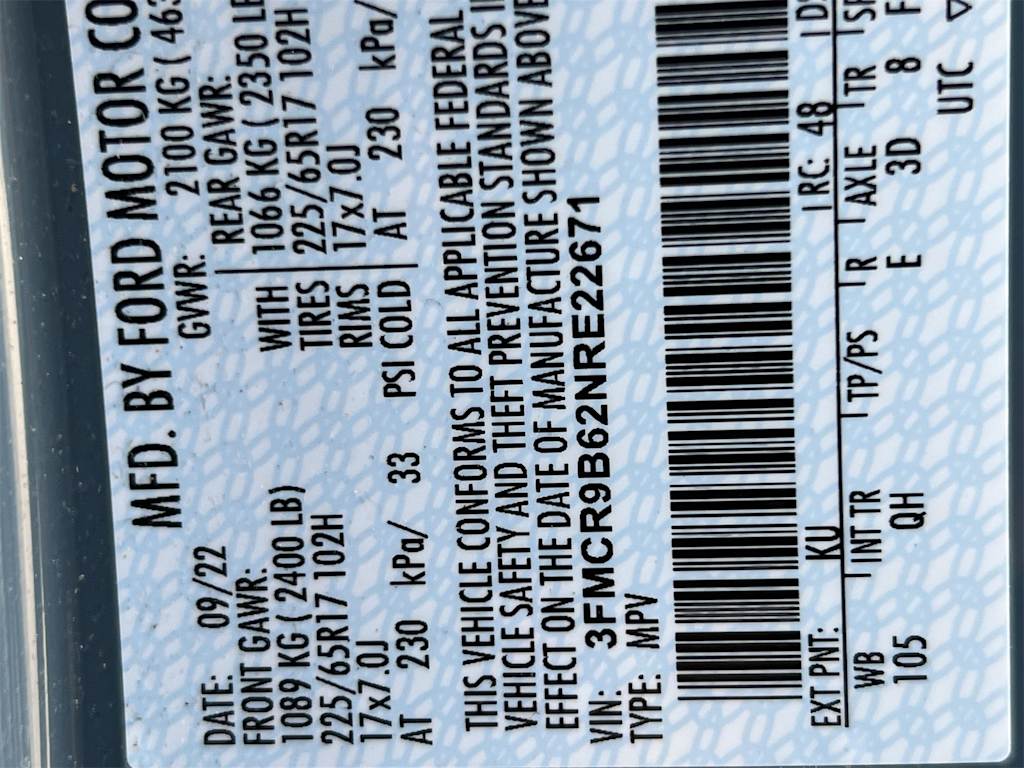 MFD. BY FORD MOTOR CO
DATE: 09/22 GVWR: 2100 KG (
FRONT GAWR: REAR GAWR:
1089 KG ( 2400 LB) WITH 1066 KG ( 2350 LB
225/65R17 102H TIRES 225/65R17 102H
17x7.0J RIMS 17x7.0J
AT 230 kPa/ 33 PSI COLD AT 230 kPa/
THIS VEHICLE CONFORMS TO ALL APPLICABLE FEDERAL
VEHICLE SAFETY AND THEFT PREVENTION STANDARDS
EFFECT ON THE DATE OF MANUFACTURE SHOWN ABOVE
VIN: 3FMCR9B62NRE22671
TYPE: MPV
EXT PNT: KU RC: 48
WB INT TR TP/PS R AXLE TR
105 QH E 3D 8
UTC